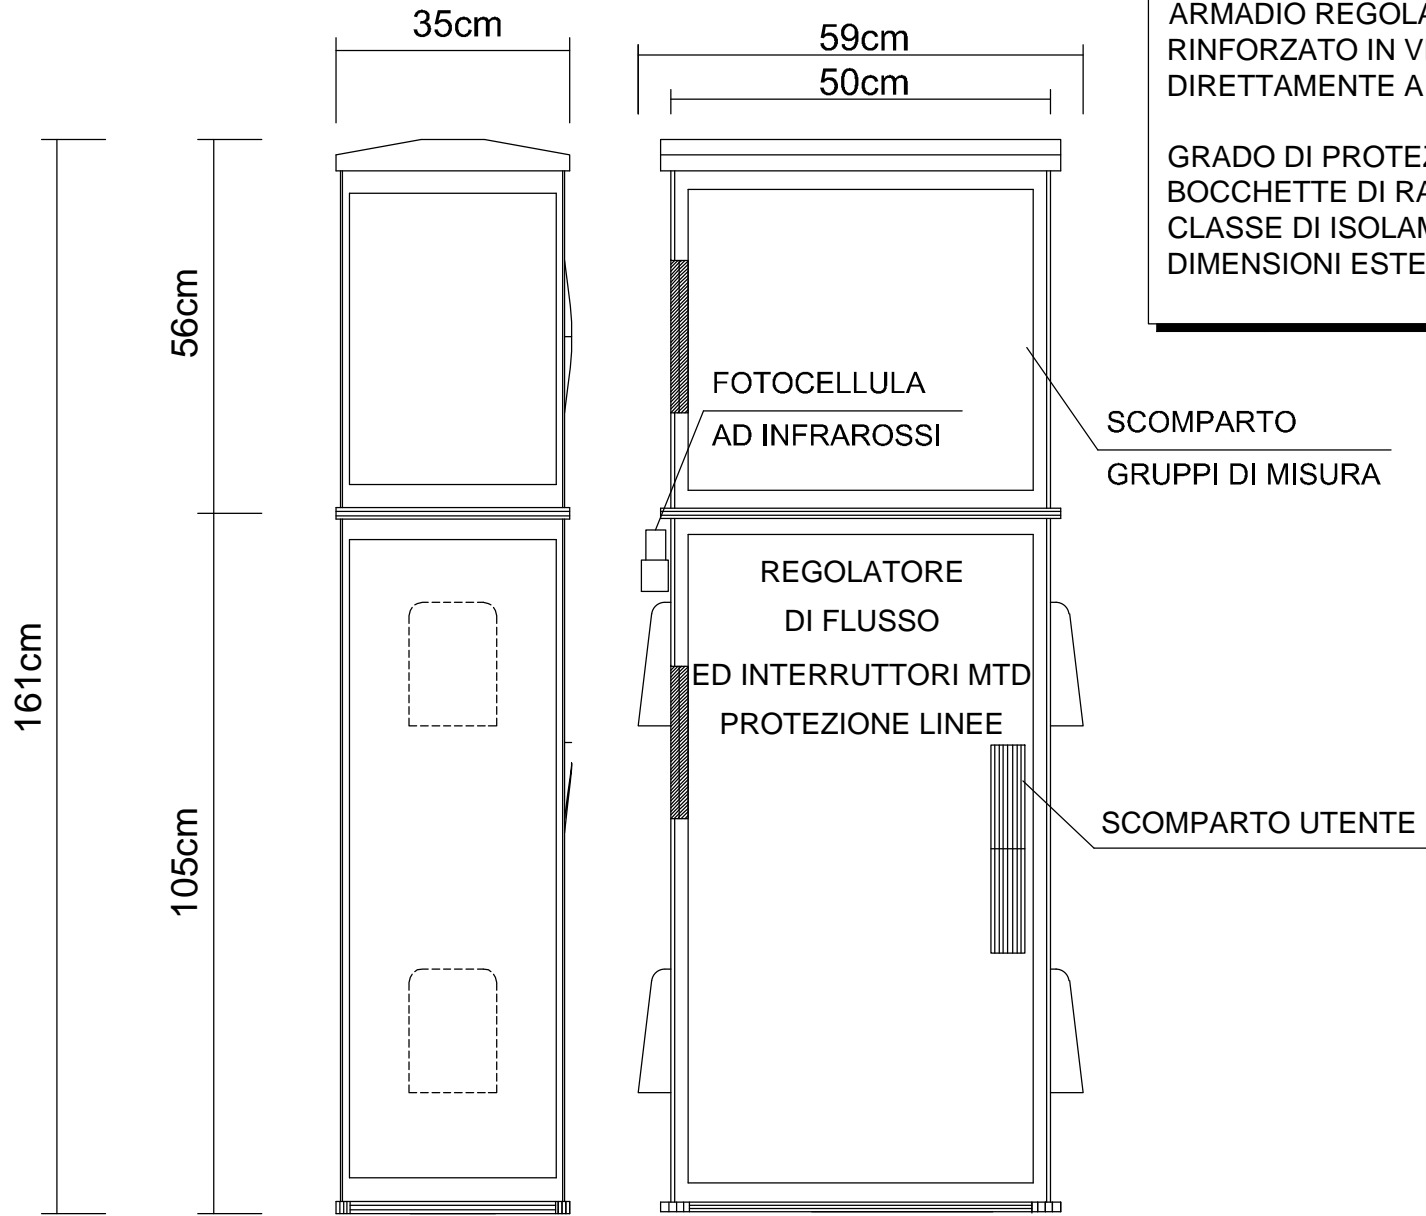 35cm
59cm
50cm
ARMADIO REGOLA
RINFORZATO IN V
DIRETTAMENTE A
GRADO DI PROTE
BOCCHETTE DI RA
CLASSE DI ISOLAM
DIMENSIONI ESTE
56cm
FOTOCELLULA
AD INFRAROSSI
SCOMPARTO
GRUPPI DI MISURA
REGOLATORE
DI FLUSSO
ED INTERRUTTORI MTD
PROTEZIONE LINEE
161cm
105cm
SCOMPARTO UTENTE